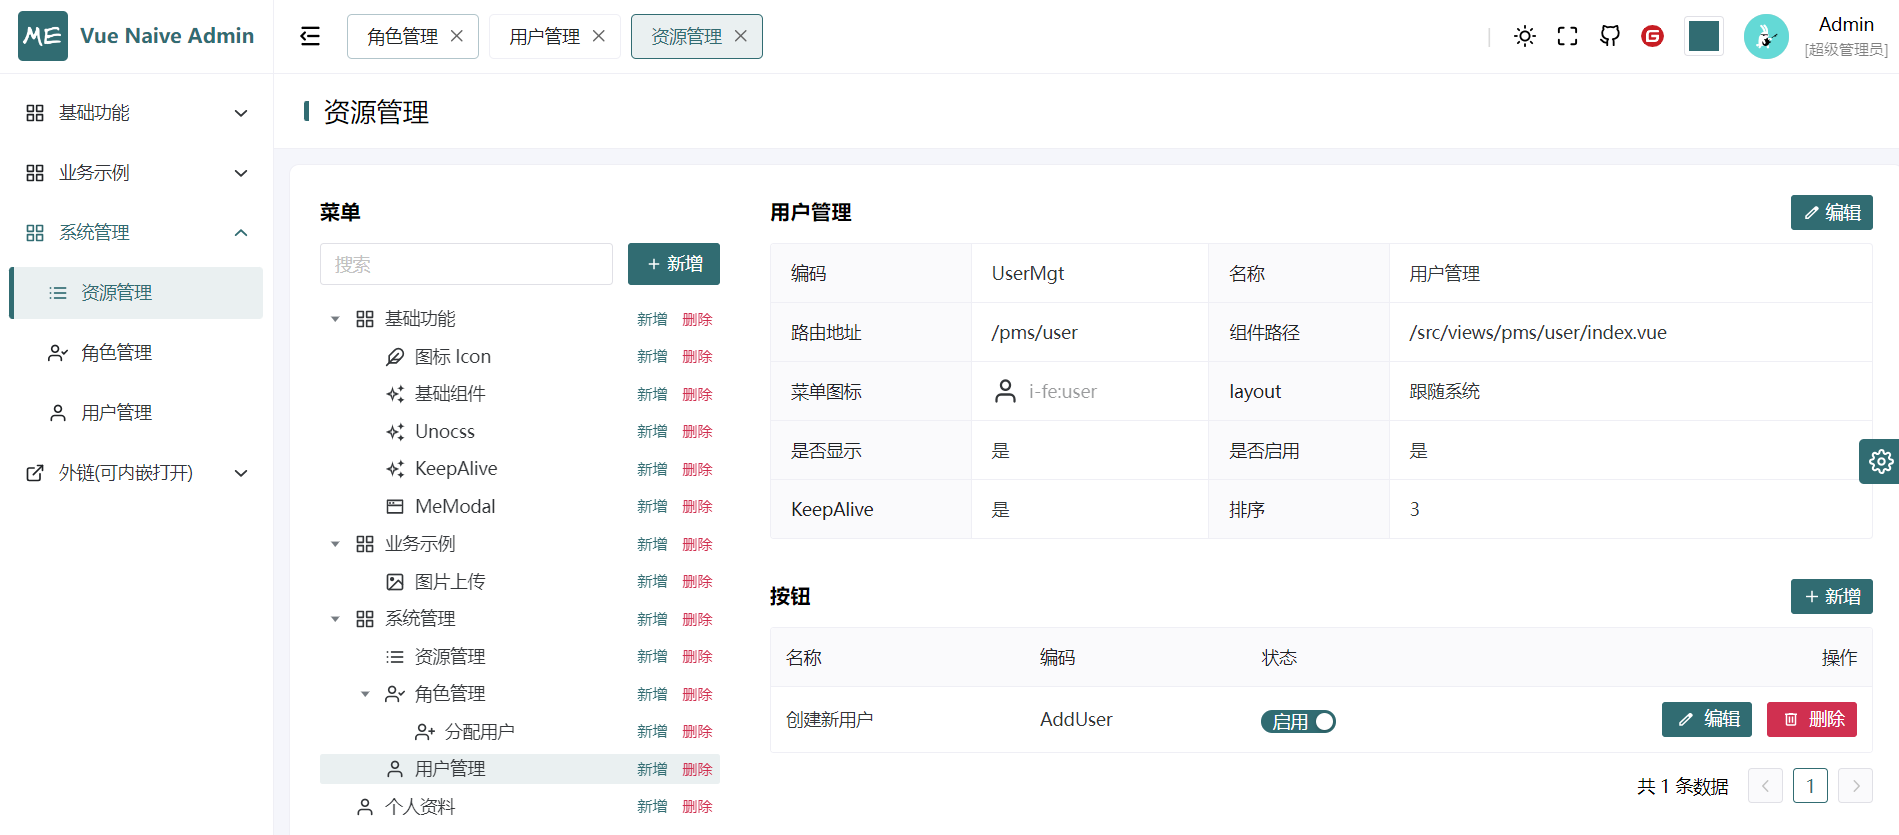 ME Vue Naive Admin
角色管理 用户管理 资源管理
Admin
[超级管理员]
基础功能
业务示例
系统管理
资源管理
角色管理
用户管理
外链(可内嵌打开)
资源管理
菜单
搜索 新增
基础功能 新增 删除
图标 Icon 新增 删除
基础组件 新增 删除
Unocss 新增 删除
KeepAlive 新增 删除
MeModal 新增 删除
业务示例 新增 删除
图片上传 新增 删除
系统管理 新增 删除
资源管理 新增 删除
角色管理 新增 删除
分配用户 新增 删除
用户管理 新增 删除
个人资料 新增 删除
用户管理 编辑
编码 UserMgt 名称 用户管理
路由地址 /pms/user 组件路径 /src/views/pms/user/index.vue
菜单图标 i-fe:user layout 跟随系统
是否显示 是 是否启用 是
KeepAlive 是 排序 3
按钮 新增
名称 编码 状态 操作
创建新用户 AddUser 启用 编辑 删除
共 1 条数据 1